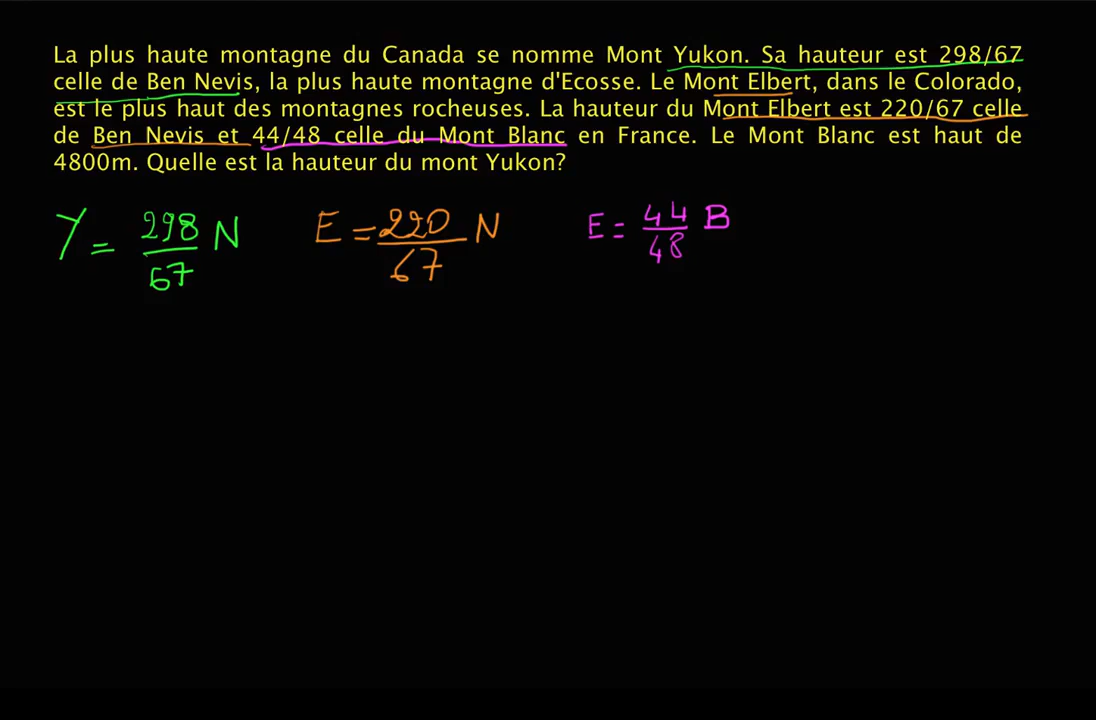 La plus haute montagne du Canada se nomme Mont Yukon. Sa hauteur est 298/67
celle de Ben Nevis, la plus haute montagne d'Ecosse. Le Mont Elbert, dans le Colorado,
est le plus haut des montagnes rocheuses. La hauteur du Mont Elbert est 220/67 celle
de Ben Nevis et 44/48 celle du Mont Blanc en France. Le Mont Blanc est haut de
4800m. Quelle est la hauteur du mont Yukon?
Y = 298/67 N E = 220/67 N E = 44/48 B